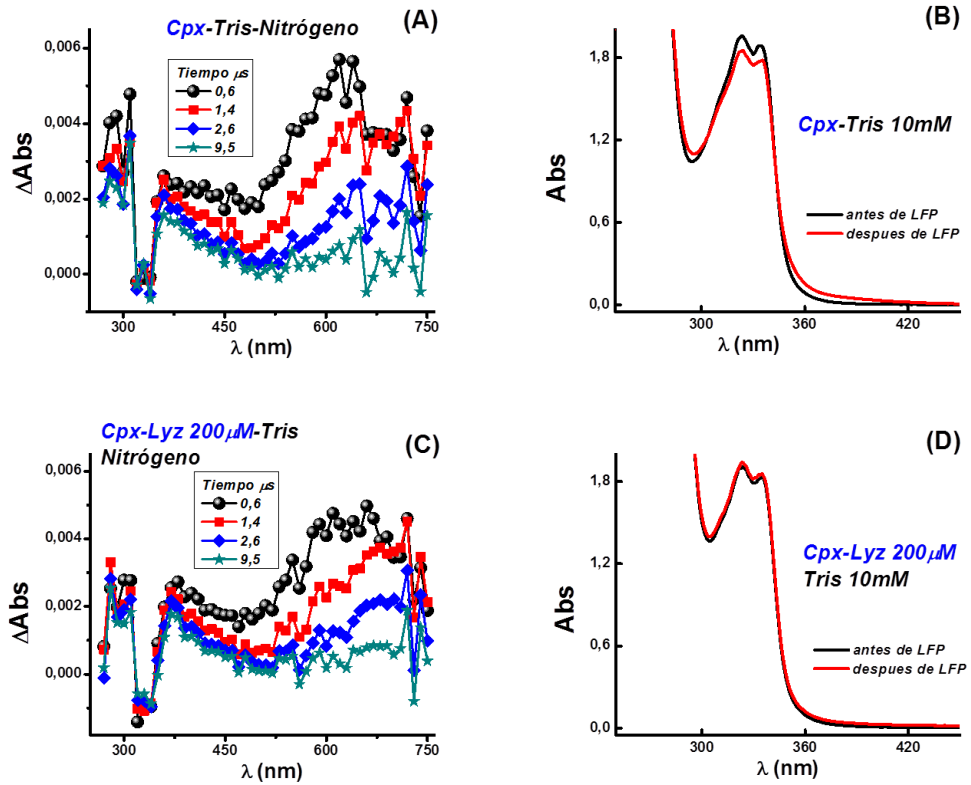 (A)
Cpx-Tris-Nitrógeno
Tiempo μs
0,6
1,4
2,6
9,5
0,006
0,004
0,002
0,000
ΔAbs
300 450 600 750
λ (nm)
(B)
Cpx-Tris 10mM
antes de LFP
despues de LFP
1,8
1,2
0,6
0,0
Abs
300 360 420
λ (nm)
(C)
Cpx-Lyz 200μM-Tris
Nitrógeno
Tiempo μs
0,6
1,4
2,6
9,5
0,006
0,004
0,002
0,000
ΔAbs
300 450 600 750
λ (nm)
(D)
Cpx-Lyz 200μM
Tris 10mM
antes de LFP
despues de LFP
1,8
1,2
0,6
0,0
Abs
300 360 420
λ (nm)